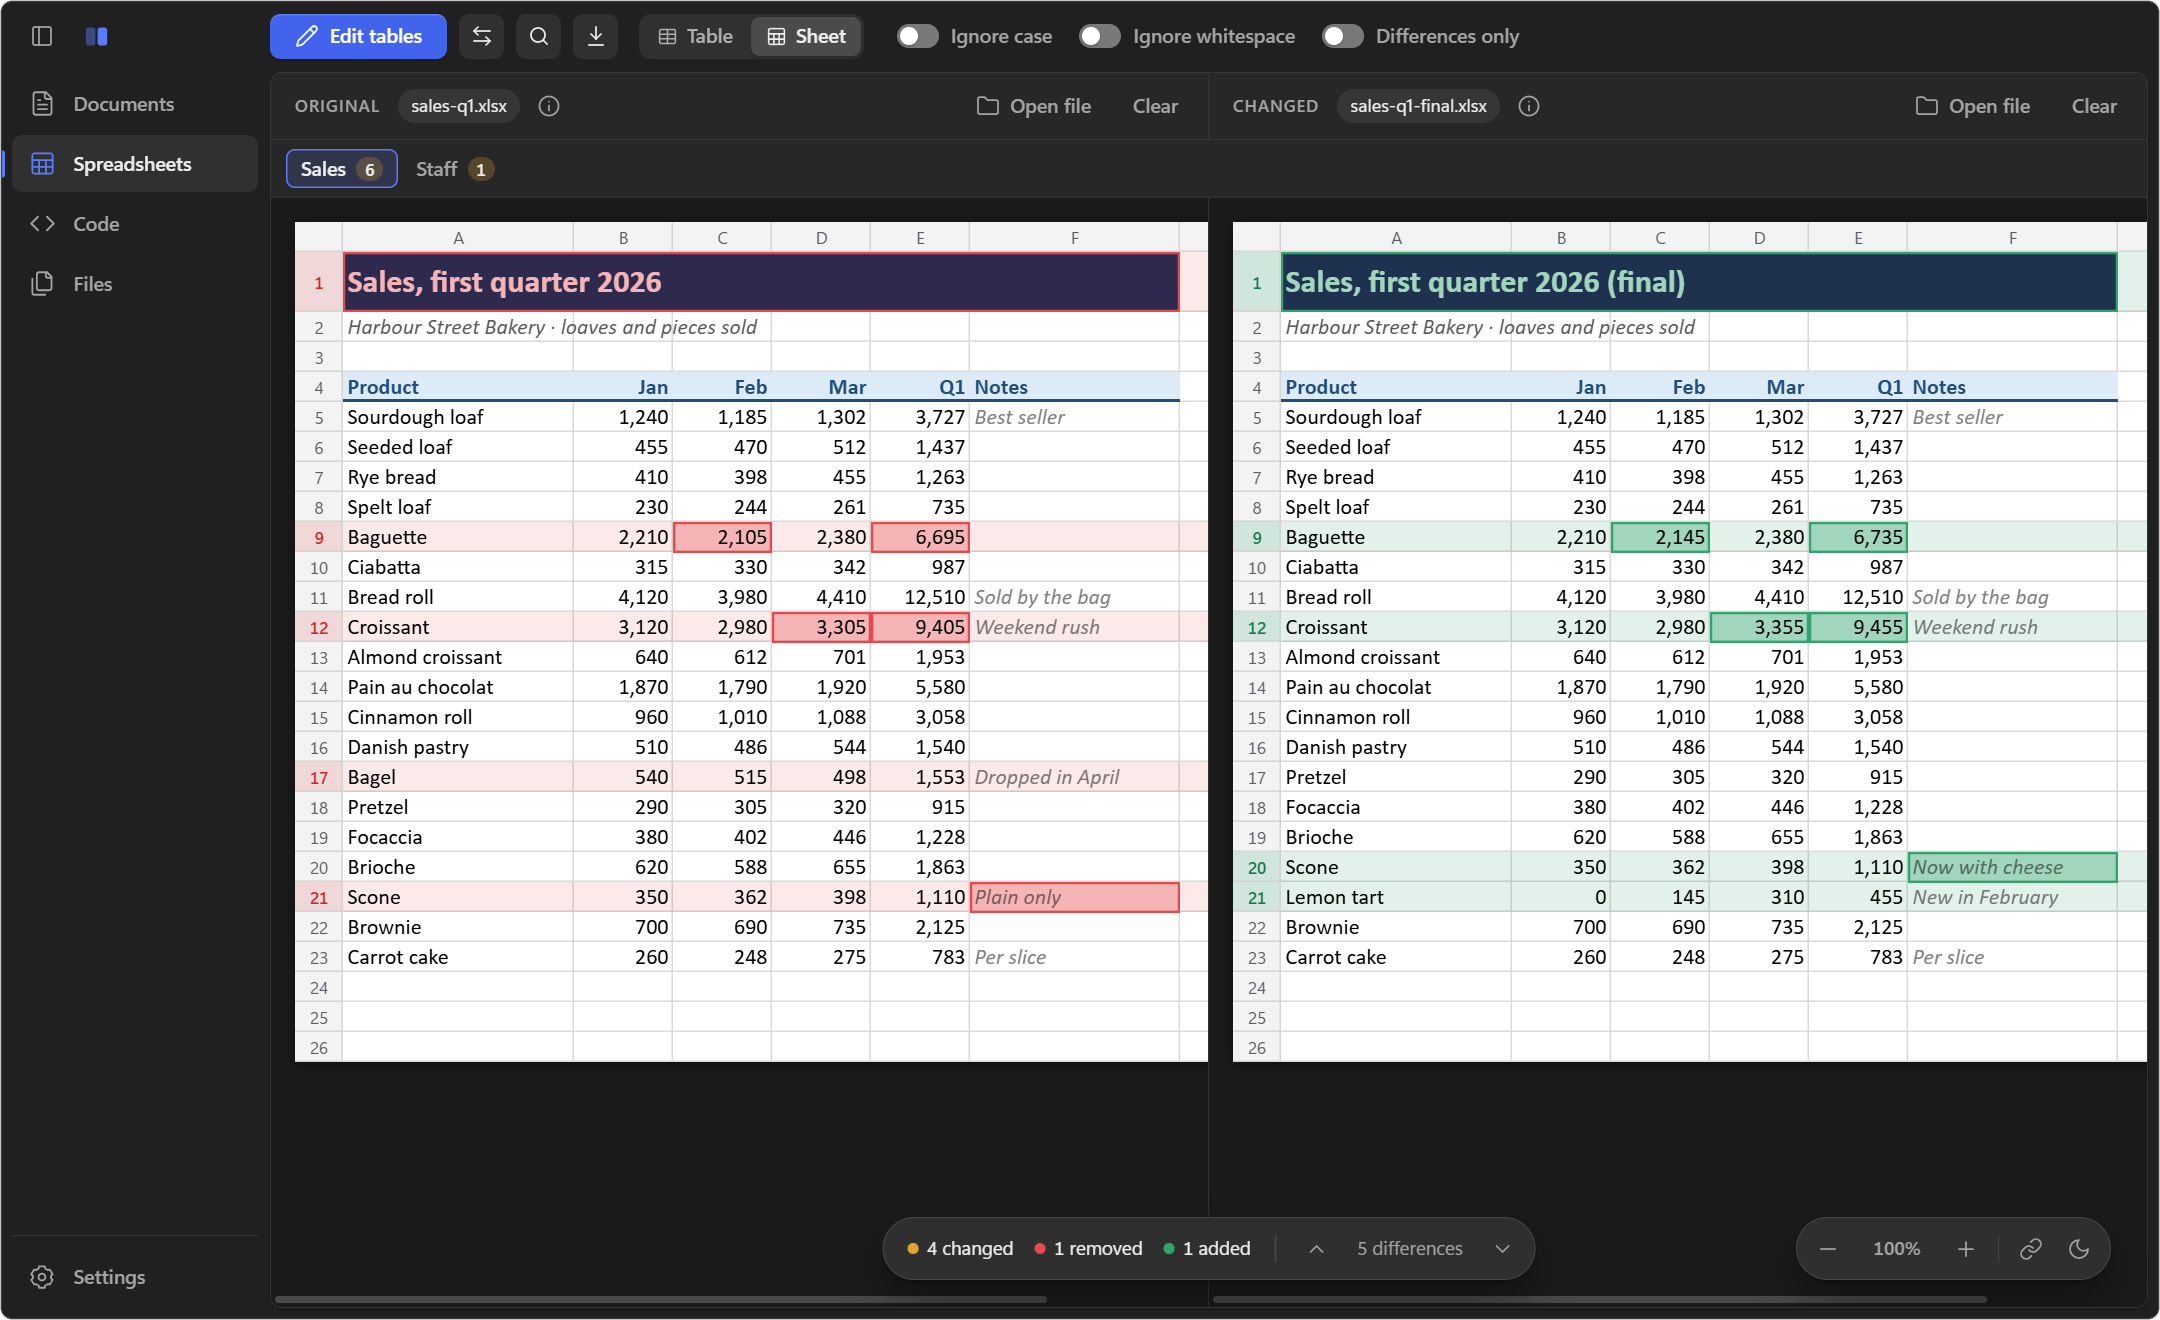 Edit tables
Table
Sheet
Ignore case
Ignore whitespace
Differences only
Documents
Spreadsheets
Code
Files
Settings
ORIGINAL sales-q1.xlsx Open file Clear
CHANGED sales-q1-final.xlsx Open file Clear
Sales 6 Staff 1
A B C D E F
1 Sales, first quarter 2026
2 Harbour Street Bakery · loaves and pieces sold
3
4 Product Jan Feb Mar Q1 Notes
5 Sourdough loaf 1,240 1,185 1,302 3,727 Best seller
6 Seeded loaf 455 470 512 1,437
7 Rye bread 410 398 455 1,263
8 Spelt loaf 230 244 261 735
9 Baguette 2,210 2,105 2,380 6,695
10 Ciabatta 315 330 342 987
11 Bread roll 4,120 3,980 4,410 12,510 Sold by the bag
12 Croissant 3,120 2,980 3,305 9,405 Weekend rush
13 Almond croissant 640 612 701 1,953
14 Pain au chocolat 1,870 1,790 1,920 5,580
15 Cinnamon roll 960 1,010 1,088 3,058
16 Danish pastry 510 486 544 1,540
17 Bagel 540 515 498 1,553 Dropped in April
18 Pretzel 290 305 320 915
19 Focaccia 380 402 446 1,228
20 Brioche 620 588 655 1,863
21 Scone 350 362 398 1,110 Plain only
22 Brownie 700 690 735 2,125
23 Carrot cake 260 248 275 783 Per slice
24
25
26
A B C D E F
1 Sales, first quarter 2026 (final)
2 Harbour Street Bakery · loaves and pieces sold
3
4 Product Jan Feb Mar Q1 Notes
5 Sourdough loaf 1,240 1,185 1,302 3,727 Best seller
6 Seeded loaf 455 470 512 1,437
7 Rye bread 410 398 455 1,263
8 Spelt loaf 230 244 261 735
9 Baguette 2,210 2,145 2,380 6,735
10 Ciabatta 315 330 342 987
11 Bread roll 4,120 3,980 4,410 12,510 Sold by the bag
12 Croissant 3,120 2,980 3,355 9,455 Weekend rush
13 Almond croissant 640 612 701 1,953
14 Pain au chocolat 1,870 1,790 1,920 5,580
15 Cinnamon roll 960 1,010 1,088 3,058
16 Danish pastry 510 486 544 1,540
17 Pretzel 290 305 320 915
18 Focaccia 380 402 446 1,228
19 Brioche 620 588 655 1,863
20 Scone 350 362 398 1,110 Now with cheese
21 Lemon tart 0 145 310 455 New in February
22 Brownie 700 690 735 2,125
23 Carrot cake 260 248 275 783 Per slice
24
25
26
4 changed 1 removed 1 added 5 differences
100%